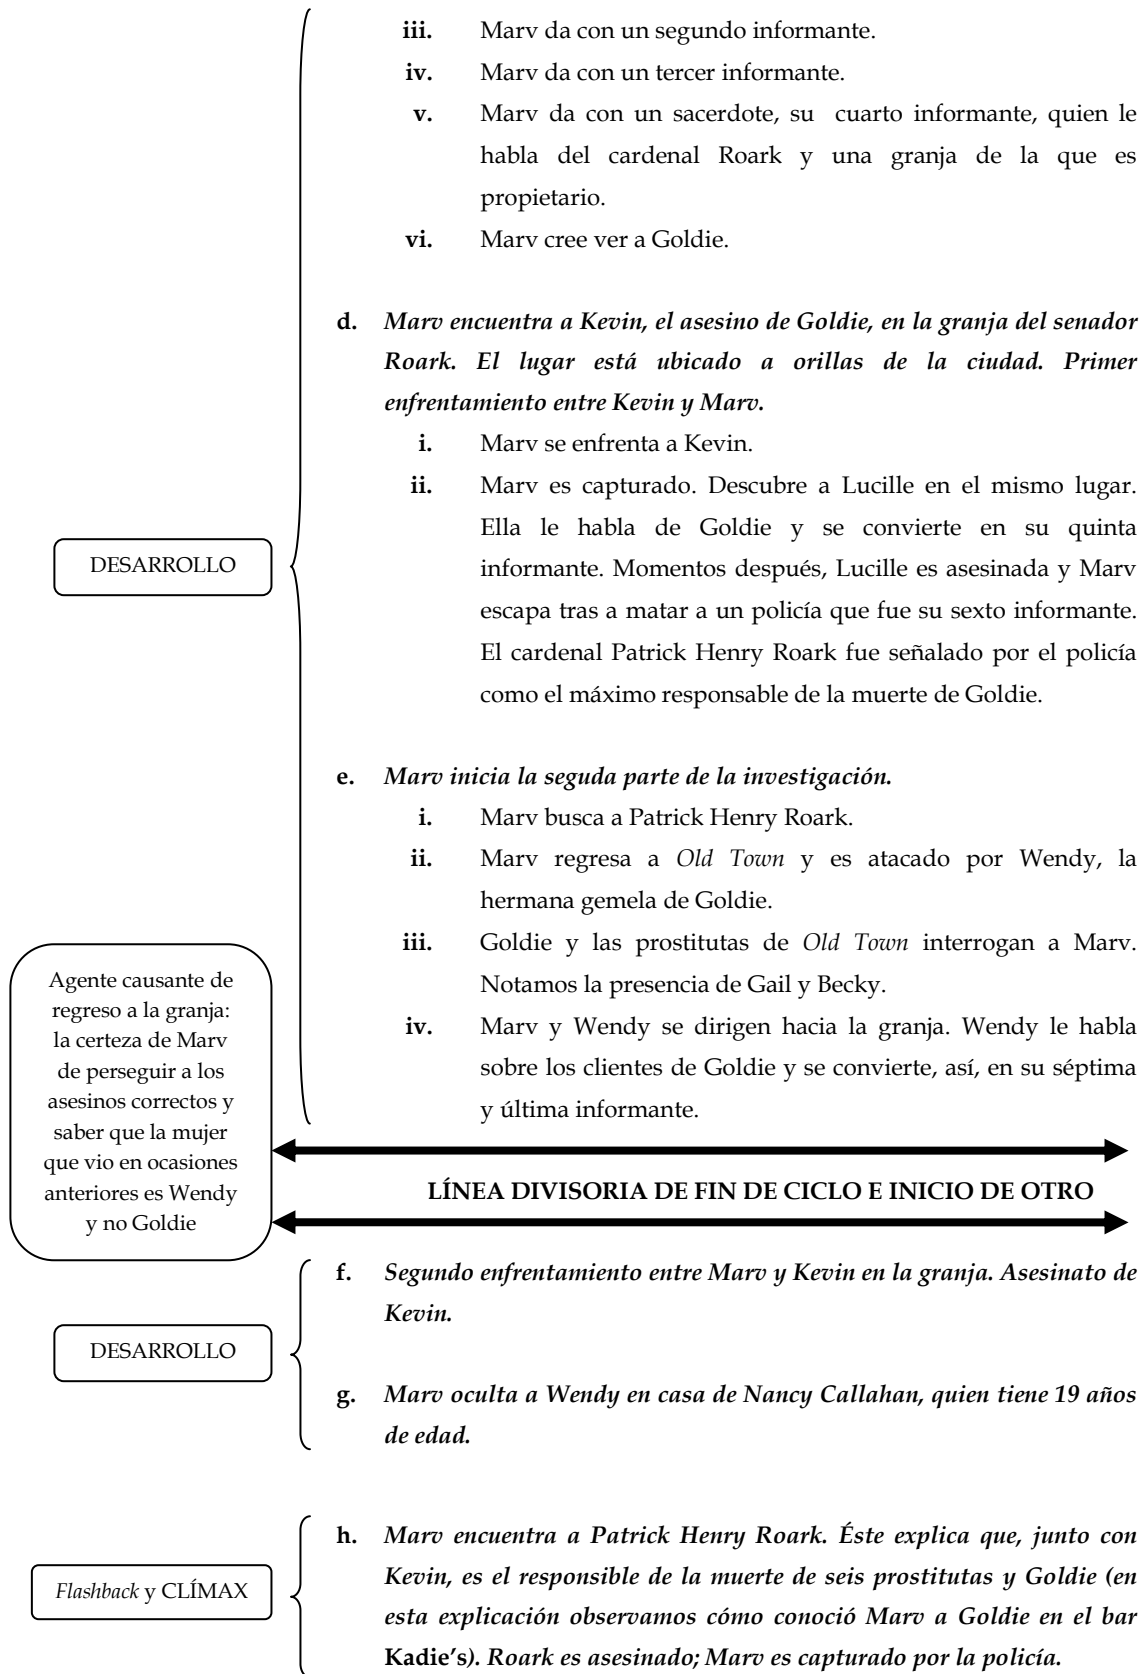 iii. Marv da con un segundo informante.
iv. Marv da con un tercer informante.
v. Marv da con un sacerdote, su cuarto informante, quien le
habla del cardenal Roark y una granja de la que es
propietario.
vi. Marv cree ver a Goldie.
d. Marv encuentra a Kevin, el asesino de Goldie, en la granja del senador
Roark. El lugar está ubicado a orillas de la ciudad. Primer
enfrentamiento entre Kevin y Marv.
i. Marv se enfrenta a Kevin.
ii. Marv es capturado. Descubre a Lucille en el mismo lugar.
Ella le habla de Goldie y se convierte en su quinta
informante. Momentos después, Lucille es asesinada y Marv
escapa tras a matar a un policía que fue su sexto informante.
El cardenal Patrick Henry Roark fue señalado por el policía
como el máximo responsable de la muerte de Goldie.
DESARROLLO
e. Marv inicia la seguda parte de la investigación.
i. Marv busca a Patrick Henry Roark.
ii. Marv regresa a Old Town y es atacado por Wendy, la
hermana gemela de Goldie.
iii. Goldie y las prostitutas de Old Town interrogan a Marv.
Notamos la presencia de Gail y Becky.
iv. Marv y Wendy se dirigen hacia la granja. Wendy le habla
sobre los clientes de Goldie y se convierte, así, en su séptima
y última informante.
Agente causante de
regreso a la granja:
la certeza de Marv
de perseguir a los
asesinos correctos y
saber que la mujer
que vio en ocasiones
anteriores es Wendy
y no Goldie
LÍNEA DIVISORIA DE FIN DE CICLO E INICIO DE OTRO
f. Segundo enfrentamiento entre Marv y Kevin en la granja. Asesinato de
Kevin.
DESARROLLO
g. Marv oculta a Wendy en casa de Nancy Callahan, quien tiene 19 años
de edad.
h. Marv encuentra a Patrick Henry Roark. Éste explica que, junto con
Kevin, es el responsable de la muerte de seis prostitutas y Goldie (en
esta explicación observamos cómo conoció Marv a Goldie en el bar
Kadie's). Roark es asesinado; Marv es capturado por la policía.
Flashback y CLÍMAX